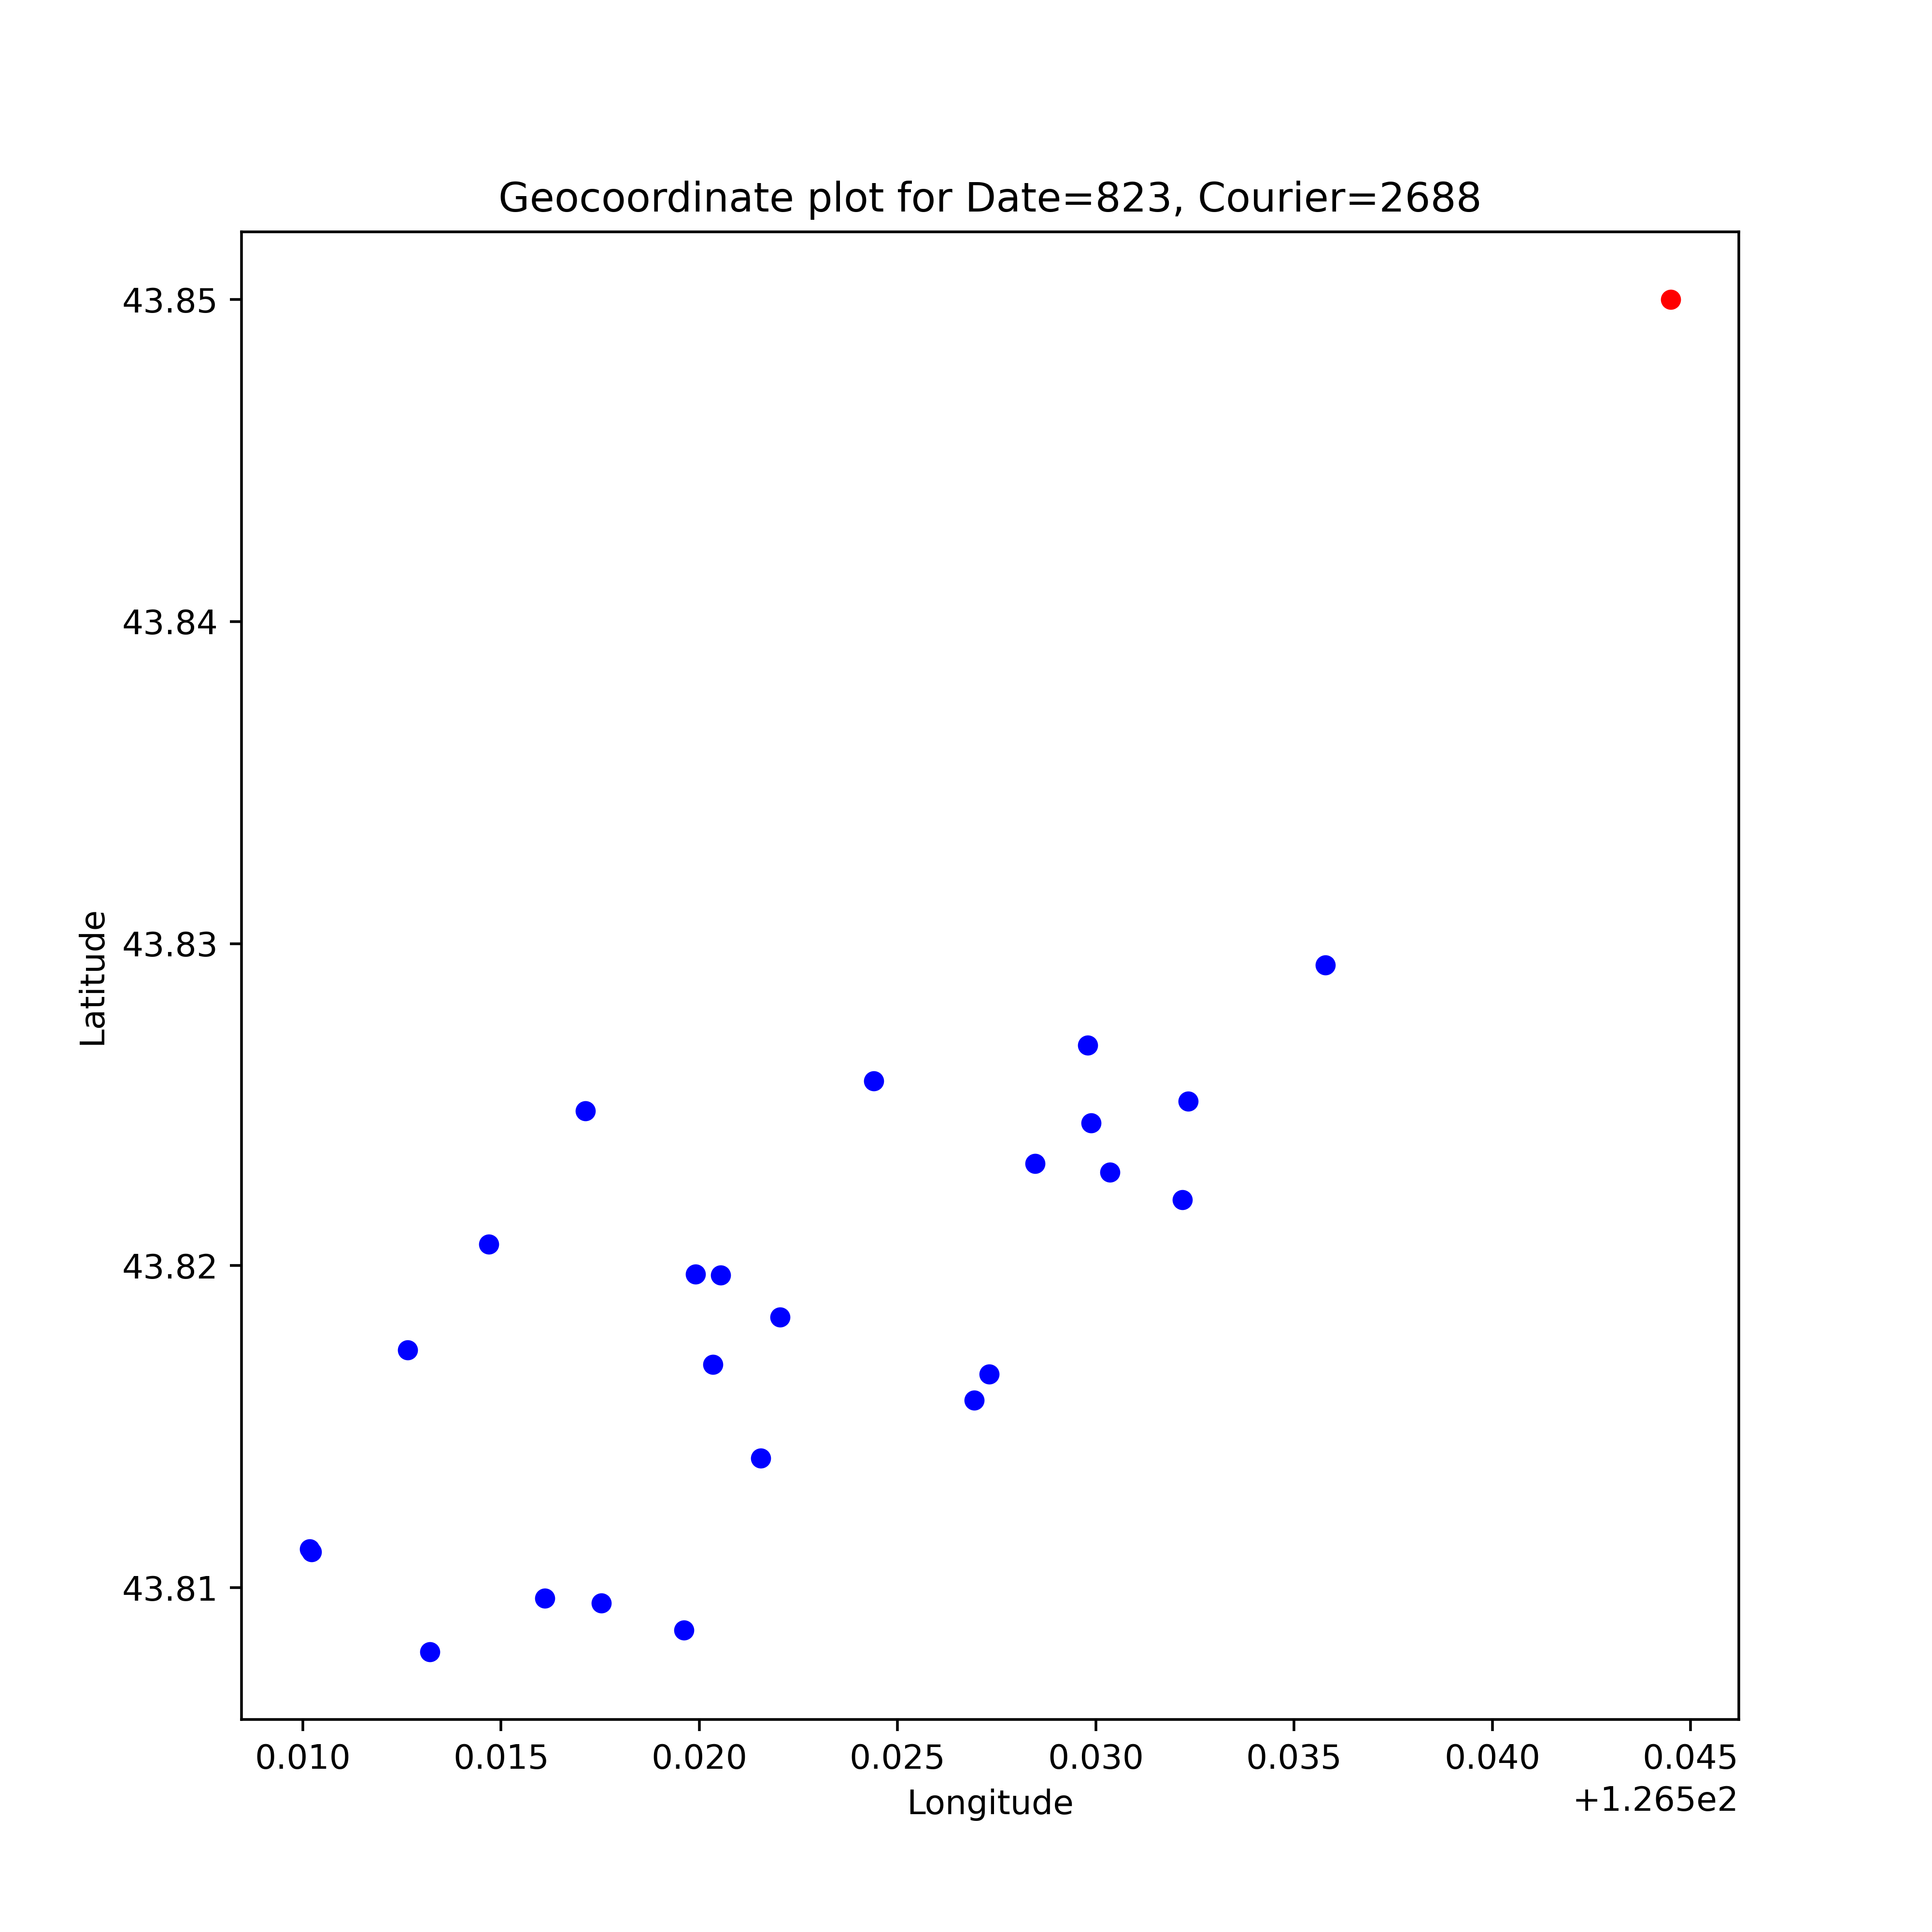 Geocoordinate plot for Date=823, Courier=2688
43.85
43.84
43.83
43.82
43.81
Latitude
0.010 0.015 0.020 0.025 0.030 0.035 0.040 0.045
+1.265e2
Longitude